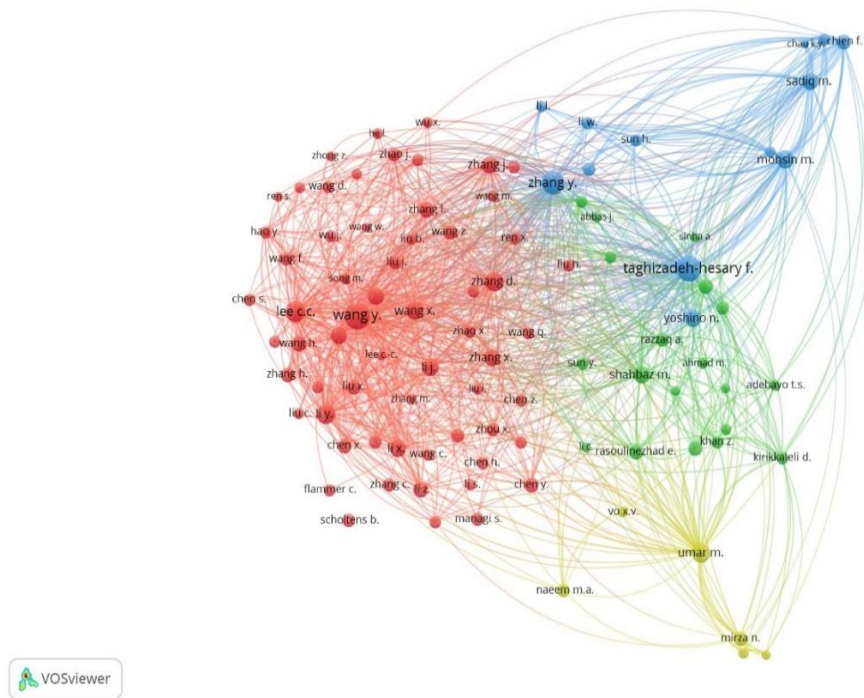 chau k.y.
chien f.
sadiq m.
li l.
wu x.
li w.
he l.
sun h.
zhong z.
zhao j.
zhang j.
mohsin m.
zhang y.
ren s.
wang d.
wang m.
zhang l.
abbas j.
hao y.
wu j.
wang w.
lin b.
wang z.
ren x.
sinha a.
wang f.
liu j.
liu h.
taghizadeh-hesary f.
song m.
zhang d.
chen s.
lee c.c.
wang y.
wang x.
yoshino n.
zhao x.
wang q.
razzaq a.
wang h.
lee c.-c.
zhang x.
sun y.
ahmad m.
zhang h.
li j.
shahbaz m.
adebayo t.s.
liu x.
zhang m.
chen z.
liu c.
li y.
zhou x.
chen x.
li x.
wang c.
li c.
rasoulinezhad e.
khan z.
kirikkaleli d.
chen h.
flammer c.
zhang c.
li z.
li s.
chen y.
scholtens b.
managi s.
vo x.v.
umar m.
naeem m.a.
mirza n.
VOSviewer